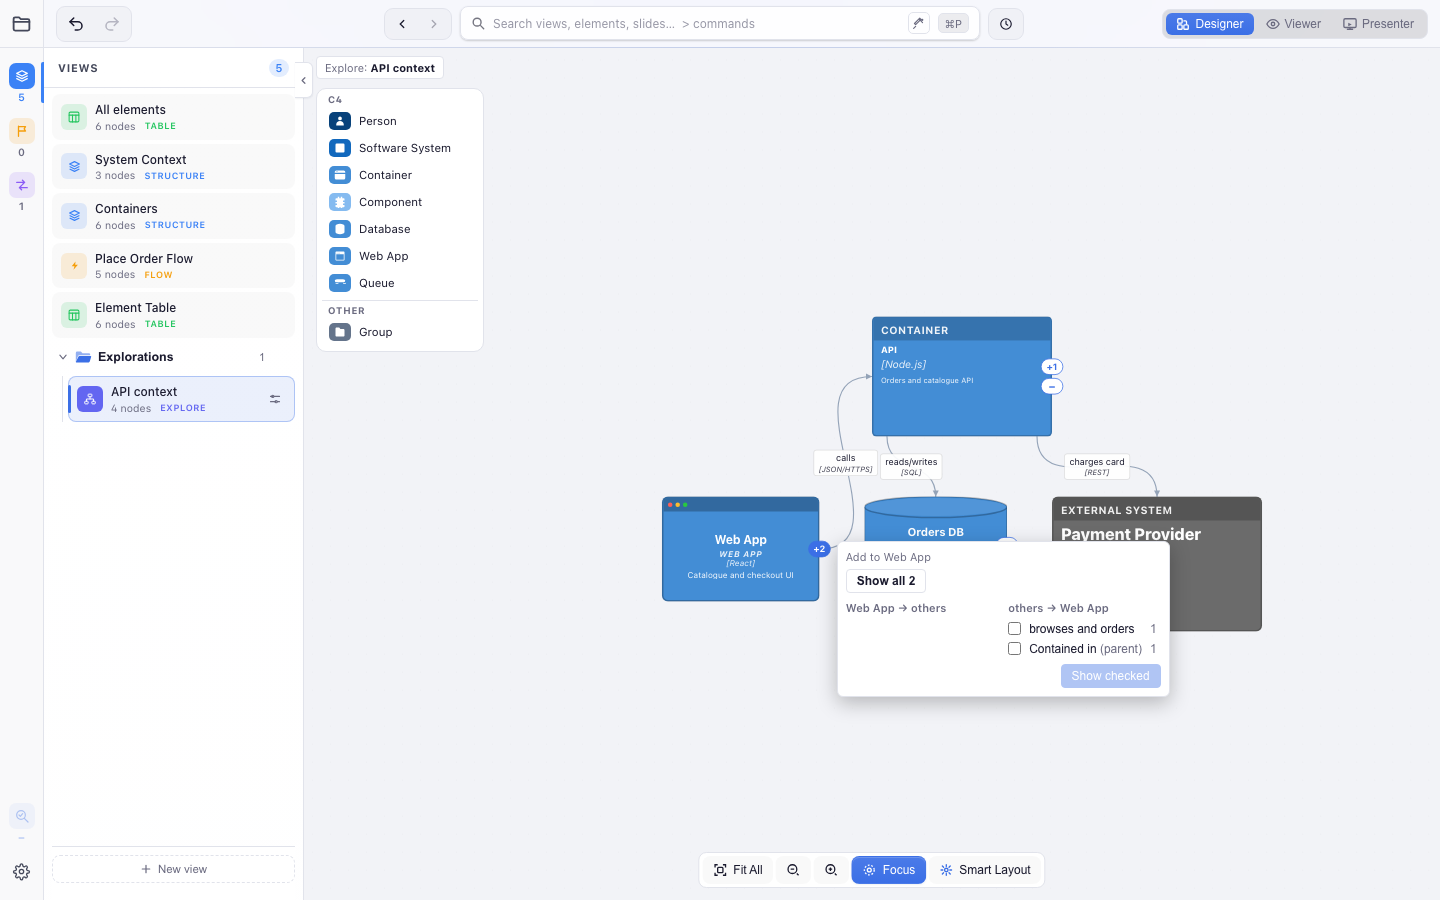 Search views, elements, slides... > commands
⌘P
Designer
Viewer
Presenter
5
0
1
–
VIEWS
5
All elements
6 nodes TABLE
System Context
3 nodes STRUCTURE
Containers
6 nodes STRUCTURE
Place Order Flow
5 nodes FLOW
Element Table
6 nodes TABLE
Explorations 1
API context
4 nodes EXPLORE
+ New view
Explore: API context
C4
Person
Software System
Container
Component
Database
Web App
Queue
OTHER
Group
CONTAINER
API
[Node.js]
Orders and catalogue API
+1
–
calls
[JSON/HTTPS]
reads/writes
[SQL]
charges card
[REST]
Web App
WEB APP
[React]
Catalogue and checkout UI
+2
Orders DB
EXTERNAL SYSTEM
Payment Provider
Add to Web App
Show all 2
Web App → others
others → Web App
browses and orders 1
Contained in (parent) 1
Show checked
Fit All
Focus
Smart Layout